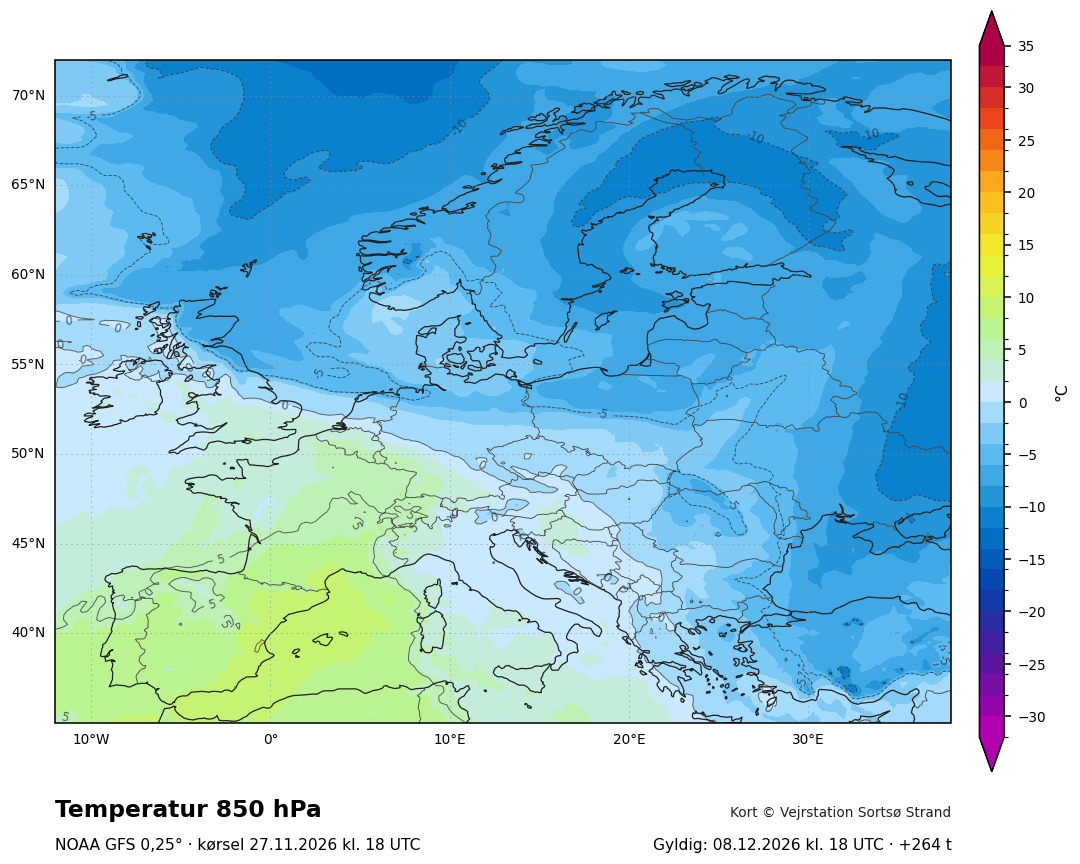 35
30
25
20
15
10
5
0
−5
−10
−15
−20
−25
−30
°C
70°N
65°N
60°N
55°N
50°N
45°N
40°N
10°W
0°
10°E
20°E
30°E
Temperatur 850 hPa
Kort © Vejrstation Sortsø Strand
NOAA GFS 0,25° · kørsel 27.11.2026 kl. 18 UTC
Gyldig: 08.12.2026 kl. 18 UTC · +264 t